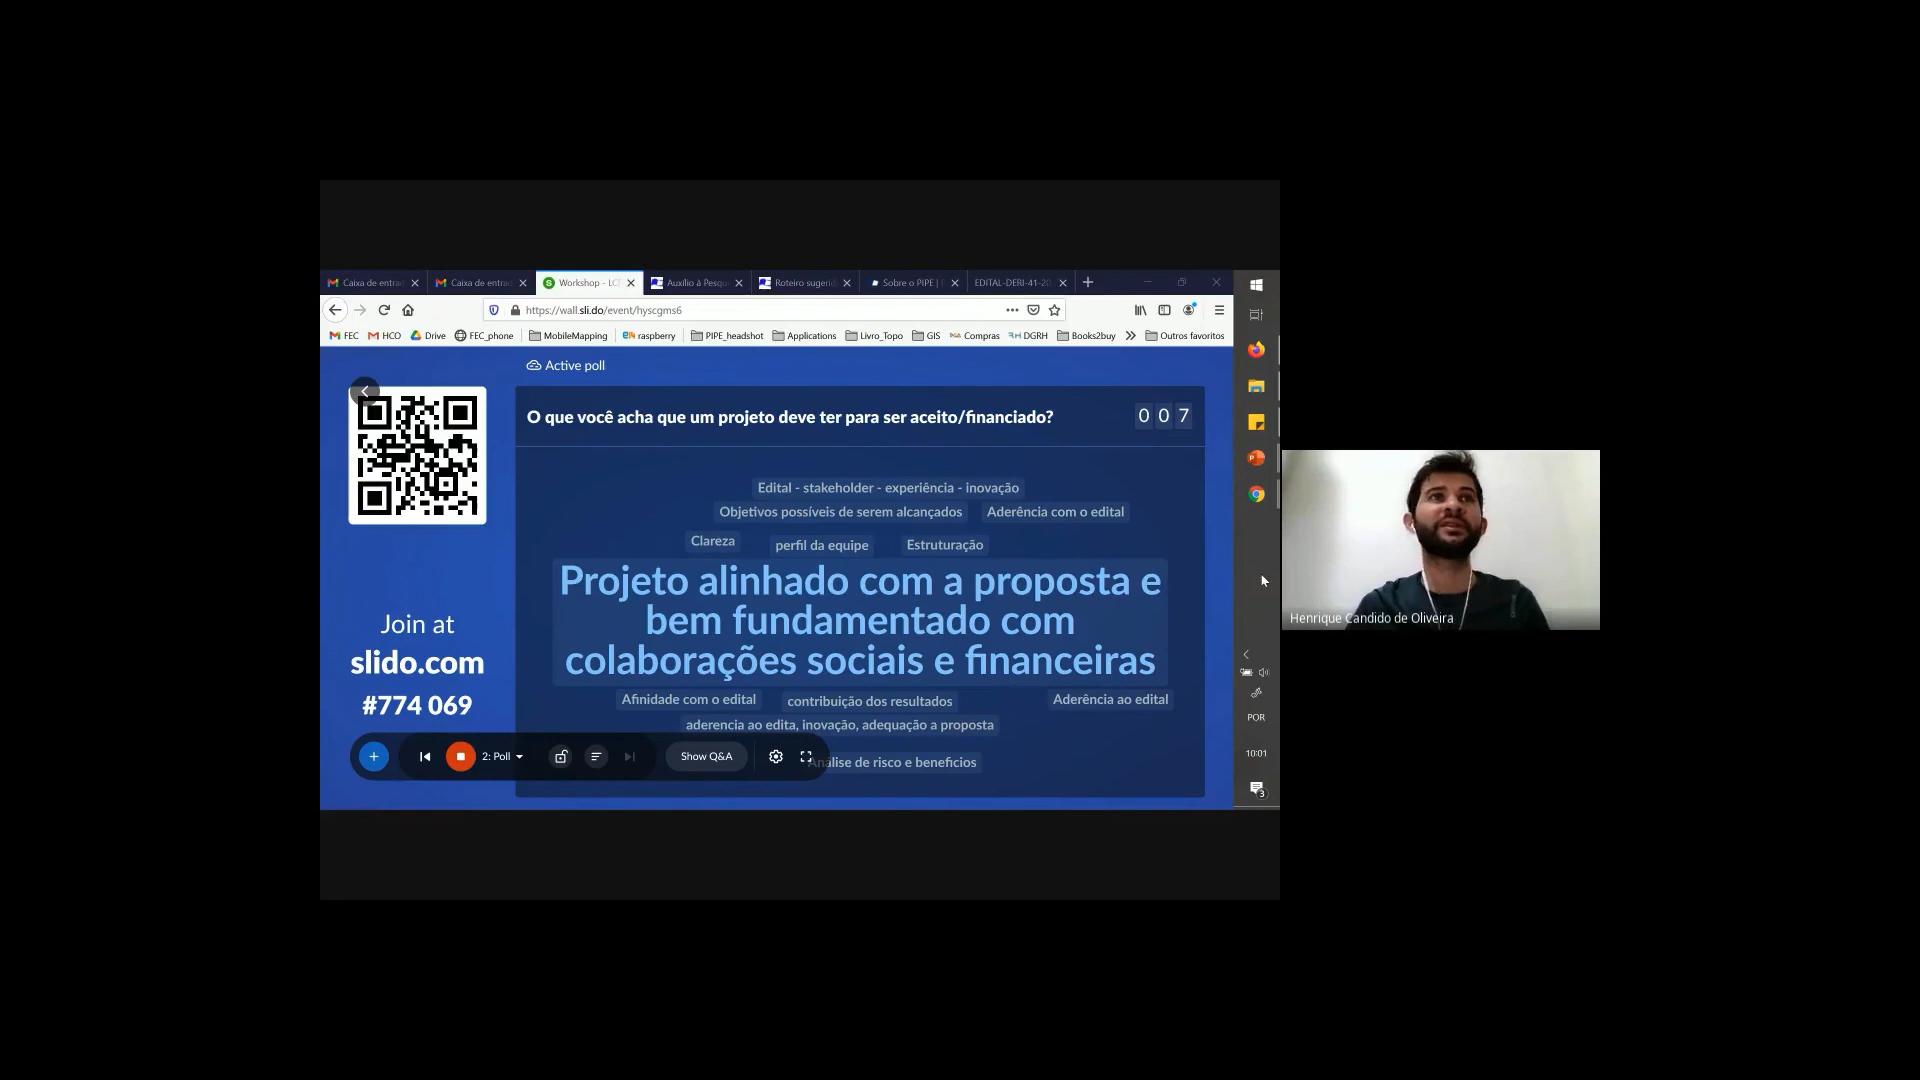 Caixa de entra
Caixa de entra
Workshop - LC
Auxílio à Pesqu
Roteiro sugeri
Sobre o PIPE |
EDITAL-DERI-41-20
https://wall.sli.do/event/hyscgms6
FEC
HCO
Drive
FEC_phone
MobileMapping
raspberry
PIPE_headshot
Applications
Livro_Topo
GIS
Compras
DGRH
Books2buy
Outros favoritos
Active poll
O que você acha que um projeto deve ter para ser aceito/financiado?
0 0 7
Edital - stakeholder - experiência - inovação
Objetivos possíveis de serem alcançados
Aderência com o edital
Clareza
perfil da equipe
Estruturação
Projeto alinhado com a proposta e
bem fundamentado com
colaborações sociais e financeiras
Afinidade com o edital
contribuição dos resultados
Aderência ao edital
aderencia ao edita, inovação, adequação a proposta
Analise de risco e beneficios
Join at
slido.com
#774 069
2: Poll
Show Q&A
POR
10:01
3
Henrique Candido de Oliveira